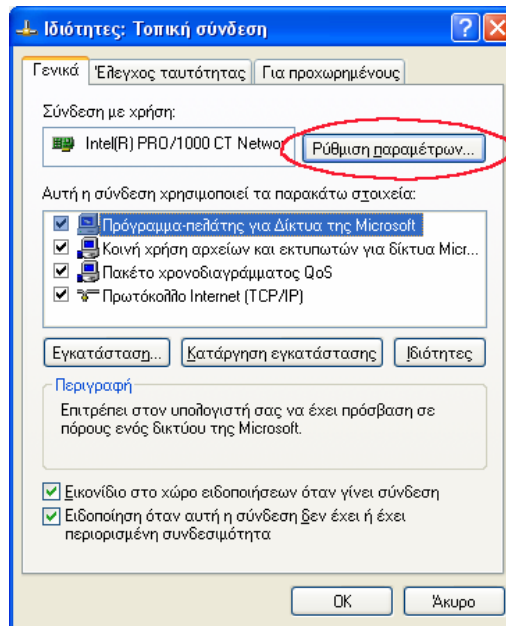 Ιδιότητες: Τοπική σύνδεση
Γενικά
Έλεγχος ταυτότητας
Για προχωρημένους
Σύνδεση με χρήση:
Intel(R) PRO/1000 CT Networ
Ρύθμιση παραμέτρων...
Αυτή η σύνδεση χρησιμοποιεί τα παρακάτω στοιχεία:
Πρόγραμμα-πελάτης για Δίκτυα της Microsoft
Κοινή χρήση αρχείων και εκτυπωτών για δίκτυα Micr...
Πακέτο χρονοδιαγράμματος QoS
Πρωτόκολλο Internet (TCP/IP)
Εγκατάσταση...
Κατάργηση εγκατάστασης
Ιδιότητες
Περιγραφή
Επιτρέπει στον υπολογιστή σας να έχει πρόσβαση σε
πόρους ενός δικτύου της Microsoft.
Εικονίδιο στο χώρο ειδοποιήσεων όταν γίνει σύνδεση
Ειδοποίηση όταν αυτή η σύνδεση δεν έχει ή έχει
περιορισμένη συνδεσιμότητα
OK
Άκυρο